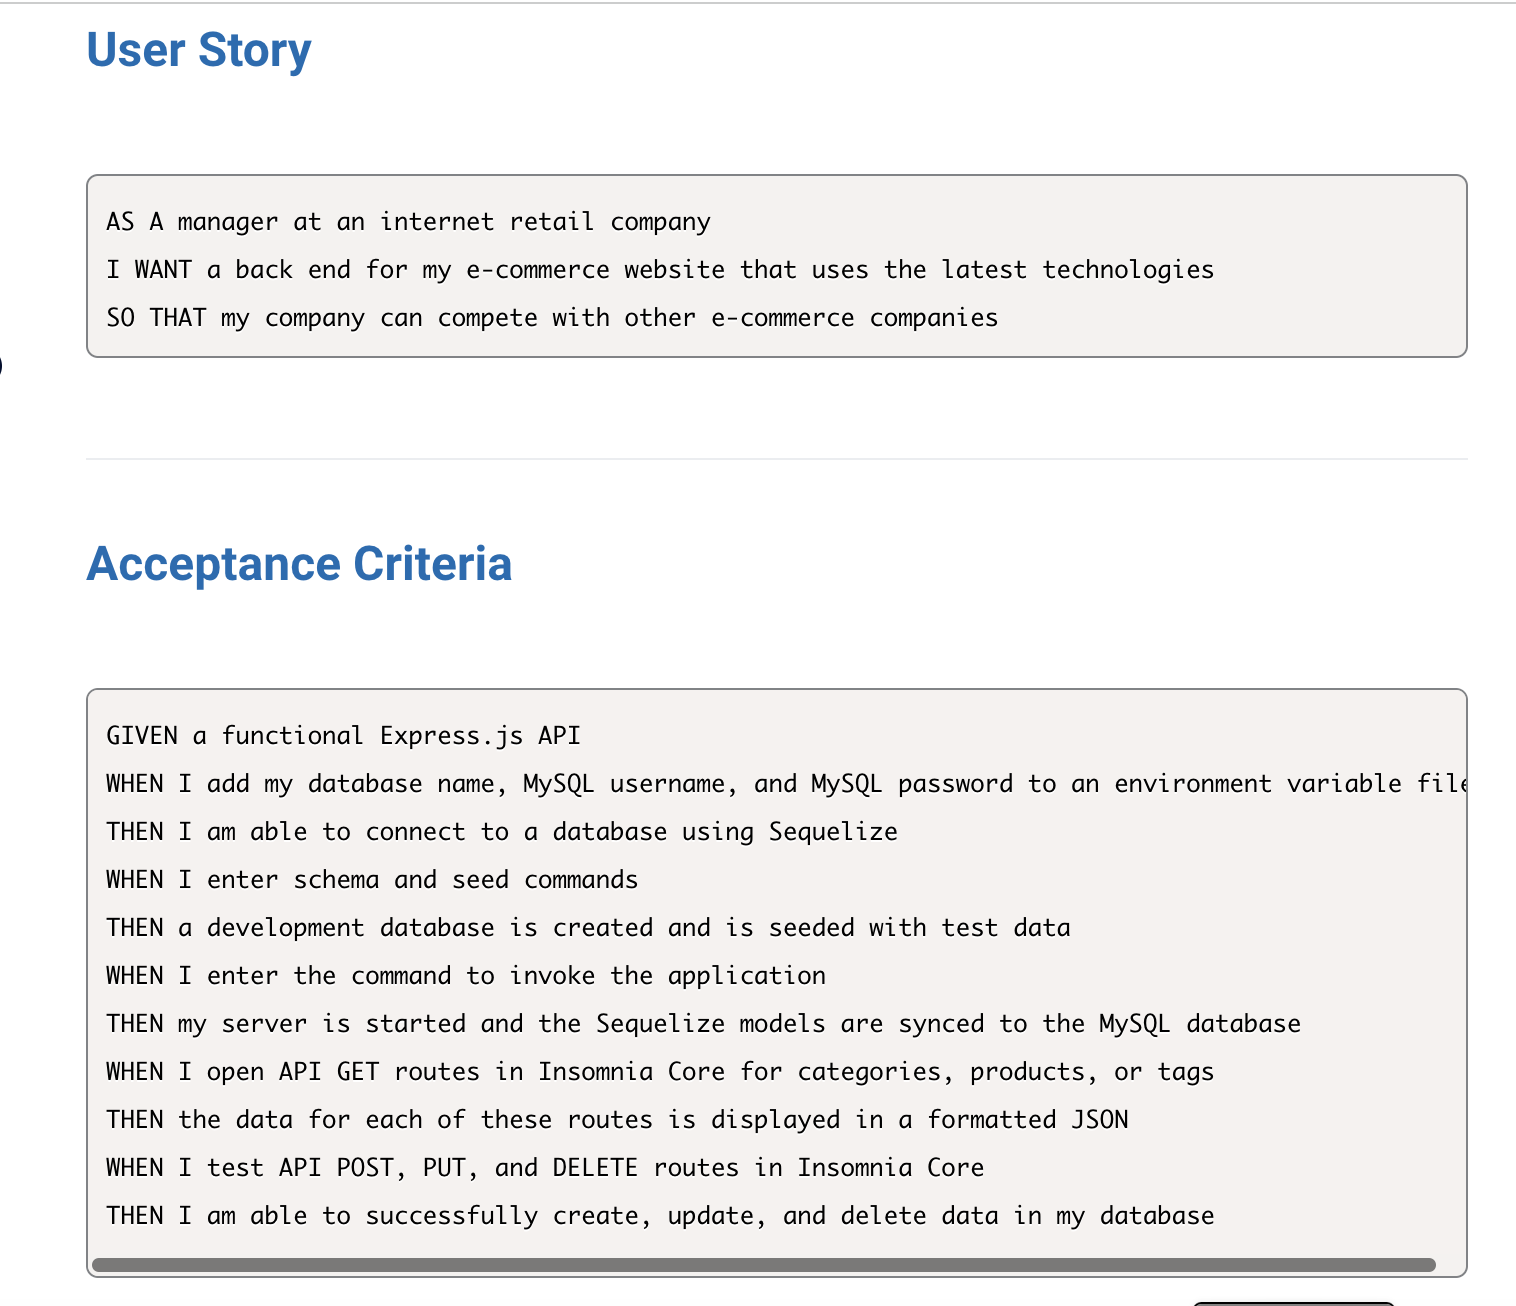 User Story
AS A manager at an internet retail company
I WANT a back end for my e-commerce website that uses the latest technologies
SO THAT my company can compete with other e-commerce companies
Acceptance Criteria
GIVEN a functional Express.js API
WHEN I add my database name, MySQL username, and MySQL password to an environment variable file
THEN I am able to connect to a database using Sequelize
WHEN I enter schema and seed commands
THEN a development database is created and is seeded with test data
WHEN I enter the command to invoke the application
THEN my server is started and the Sequelize models are synced to the MySQL database
WHEN I open API GET routes in Insomnia Core for categories, products, or tags
THEN the data for each of these routes is displayed in a formatted JSON
WHEN I test API POST, PUT, and DELETE routes in Insomnia Core
THEN I am able to successfully create, update, and delete data in my database